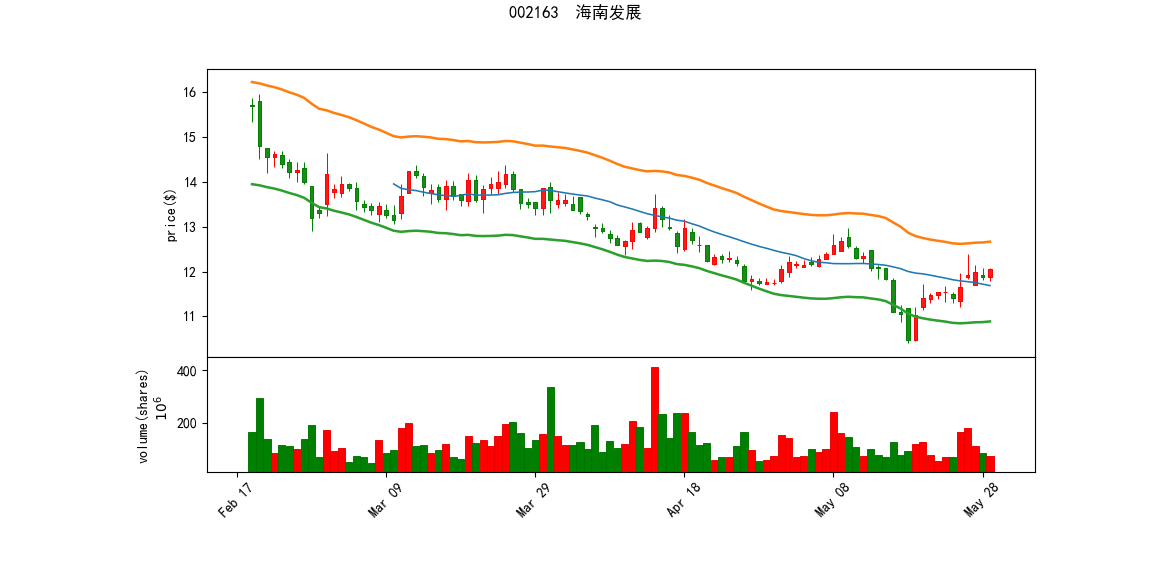 002163 海南发展
price($)
16
15
14
13
12
11
volume(shares)
10^6
400
200
Feb 17
Mar 09
Mar 29
Apr 18
May 08
May 28